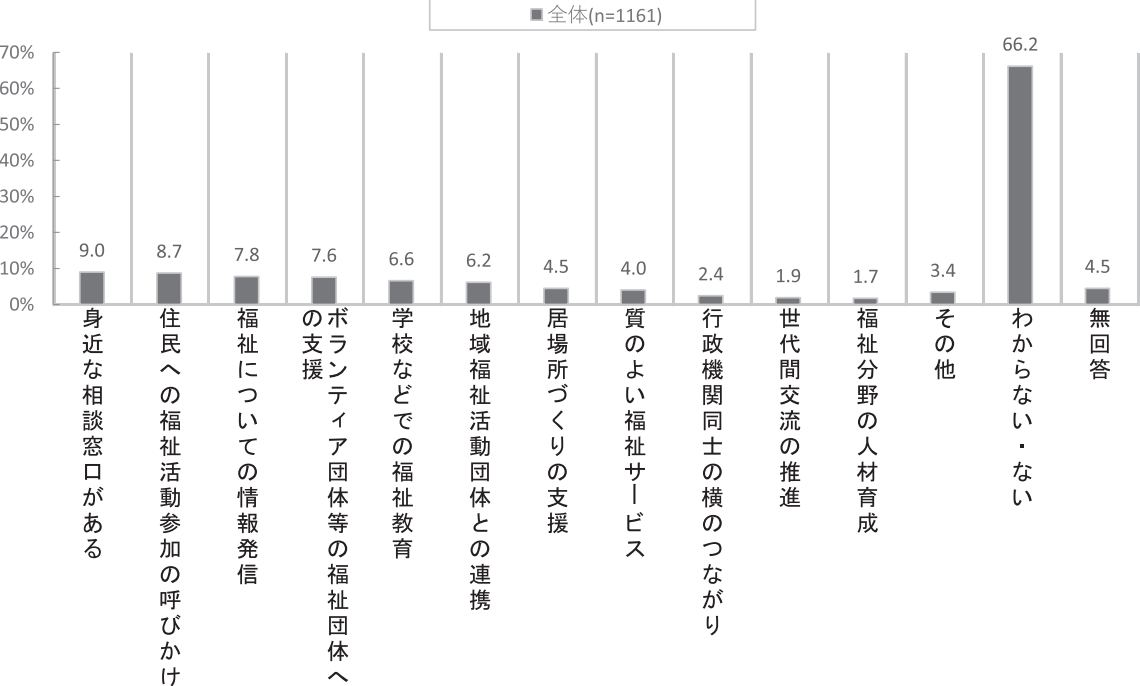 全体(n=1161)
70%
60%
50%
40%
30%
20%
10%
0%
9.0
8.7
7.8
7.6
6.6
6.2
4.5
4.0
2.4
1.9
1.7
3.4
66.2
4.5
身近な相談窓口がある
住民への福祉活動参加の呼びかけ
福祉についての情報発信
ボランティア団体等の福祉団体へ
の支援
学校などでの福祉教育
地域福祉活動団体との連携
居場所づくりの支援
質のよい福祉サービス
行政機関同士の横のつながり
世代間交流の推進
福祉分野の人材育成
その他
わからない・ない
無回答